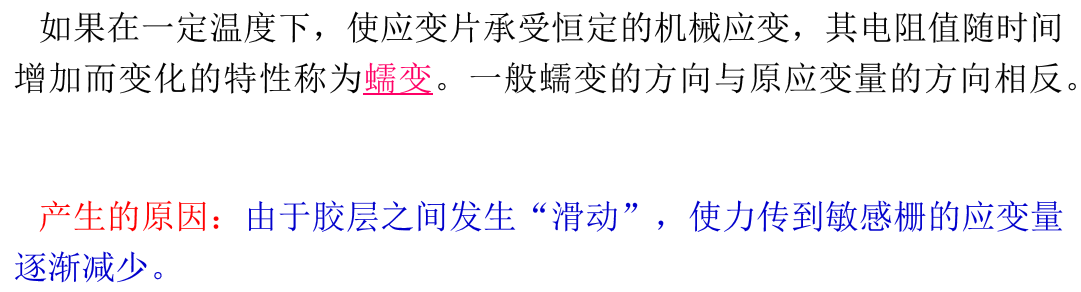 如果在一定温度下，使应变片承受恒定的机械应变，其电阻值随时间
增加而变化的特性称为蠕变。一般蠕变的方向与原应变量的方向相反。
产生的原因：由于胶层之间发生“滑动”，使力传到敏感栅的应变量
逐渐减少。